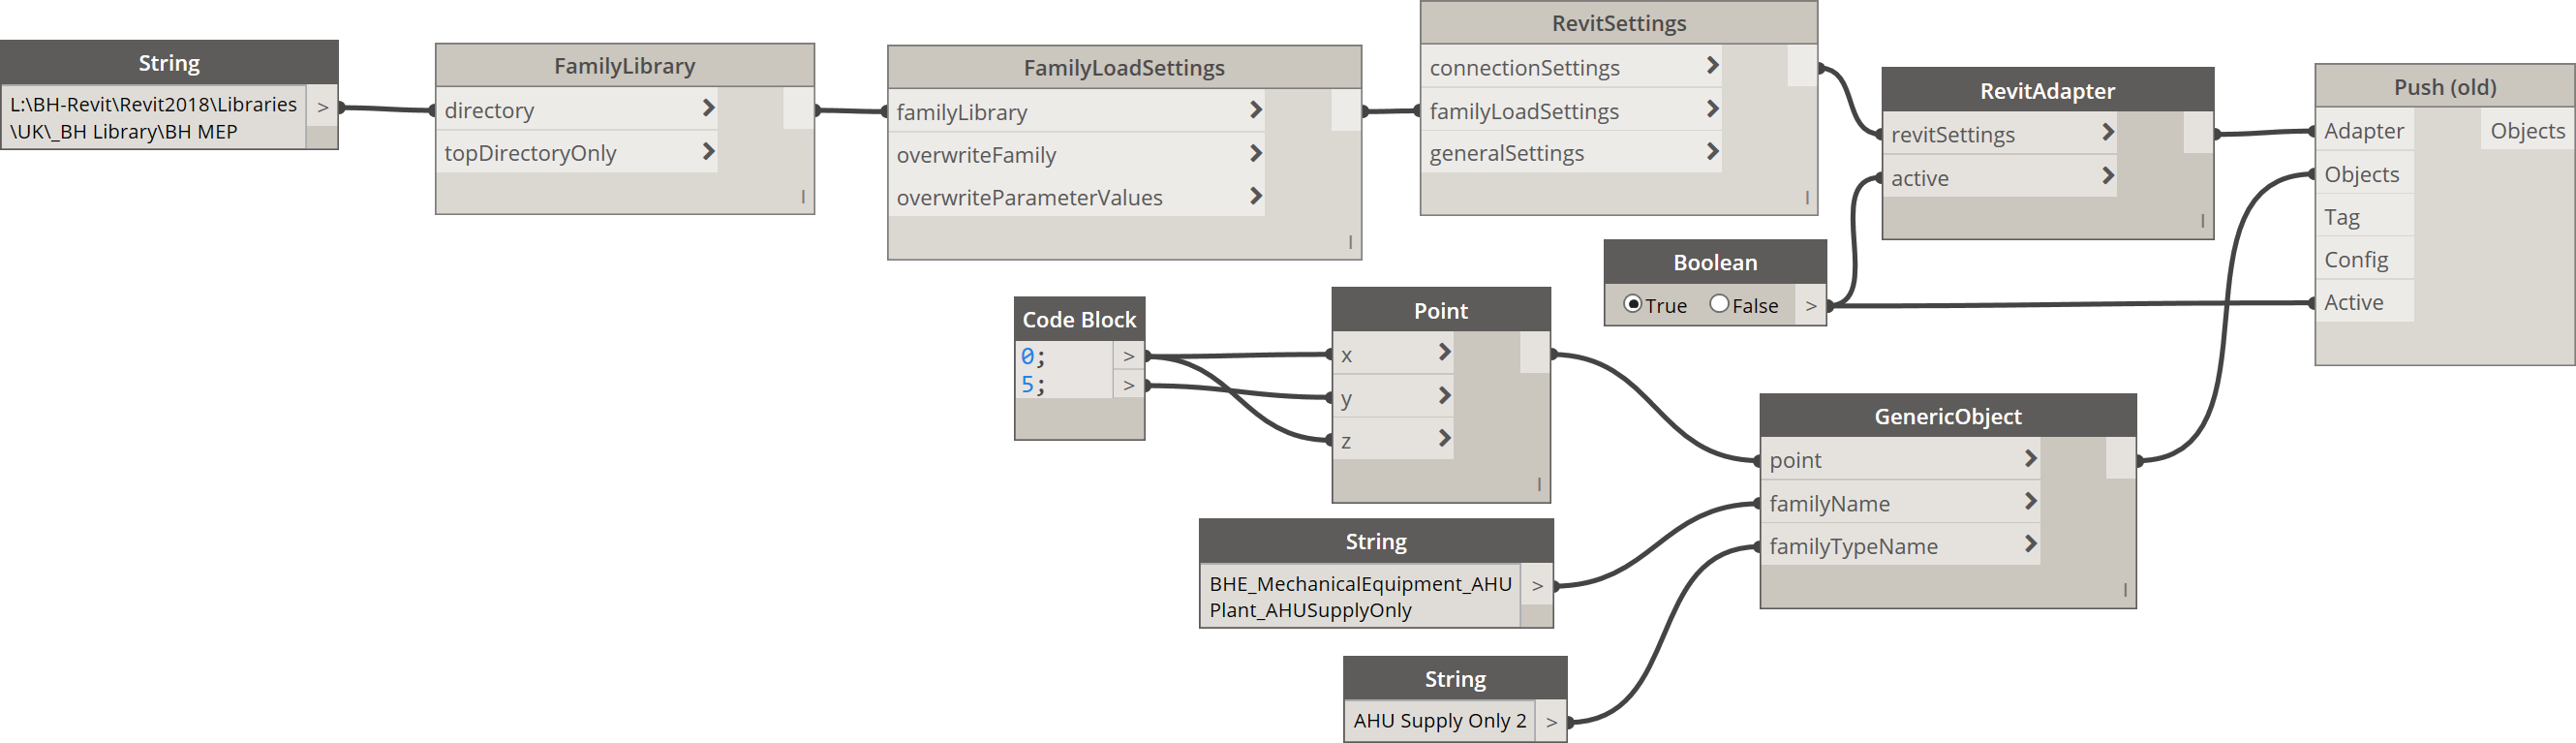 String
L:\BH-Revit\Revit2018\Libraries
\UK\_BH Library\BH MEP
>
FamilyLibrary
directory
topDirectoryOnly
l
FamilyLoadSettings
familyLibrary
overwriteFamily
overwriteParameterValues
l
RevitSettings
connectionSettings
familyLoadSettings
generalSettings
l
RevitAdapter
revitSettings
active
l
Push (old)
Adapter
Objects
Objects
Tag
Config
Active
Boolean
True
False
>
Code Block
0;
>
5;
>
Point
x
y
z
l
GenericObject
point
familyName
familyTypeName
l
String
BHE_MechanicalEquipment_AHU
Plant_AHUSupplyOnly
>
String
AHU Supply Only 2
>